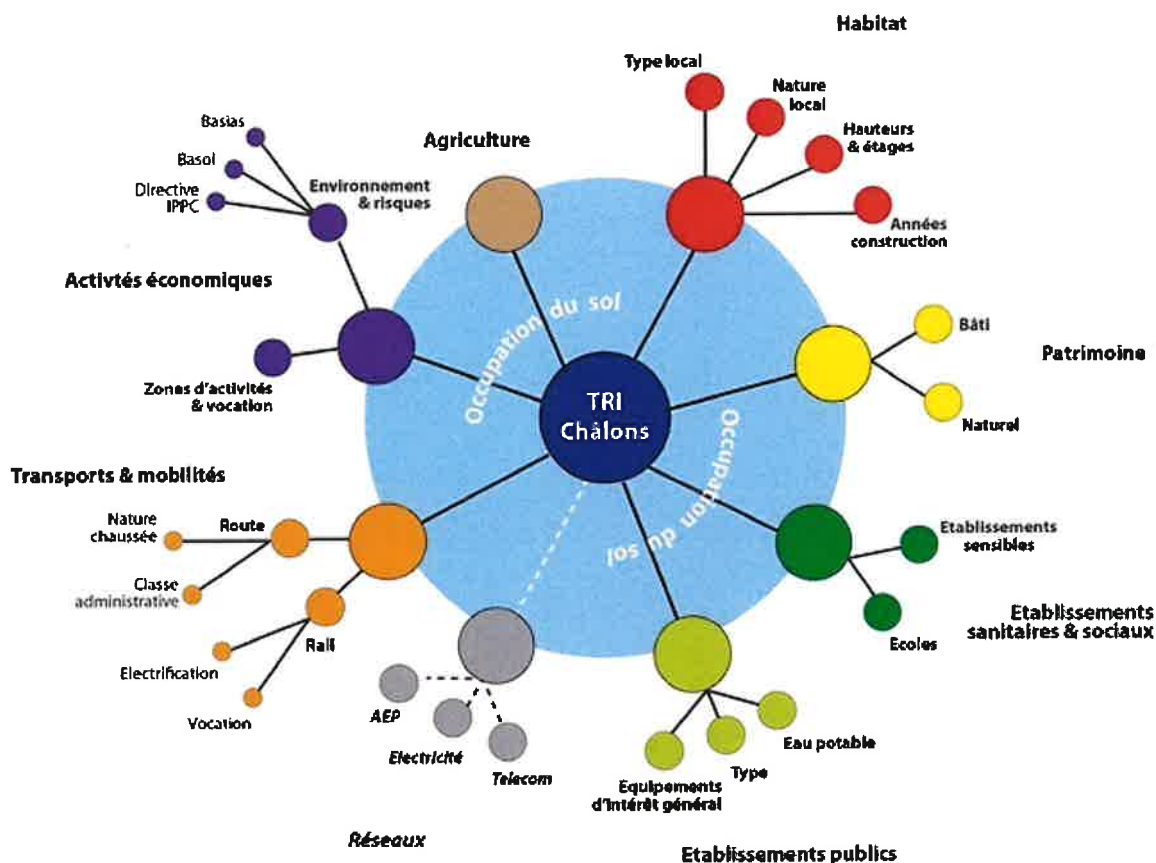 Habitat
Type local
Nature
local
Hauteurs
& étages
Années
construction
Agriculture
Basias
Basol
Directive
IPPC
Environnement
& risques
Activtés économiques
Zones d'activités
& vocation
Occupation du sol
TRI
Châlons
Occupation du sol
Bâti
Patrimoine
Naturel
Transports & mobilités
Nature
chaussée
Route
Classe
administrative
Rail
Electrification
Vocation
Etablissements
sensibles
Ecoles
Etablissements
sanitaires & sociaux
AEP
Electricité
Telecom
Réseaux
Eau potable
Type
Equipements
d'intérêt général
Etablissements publics